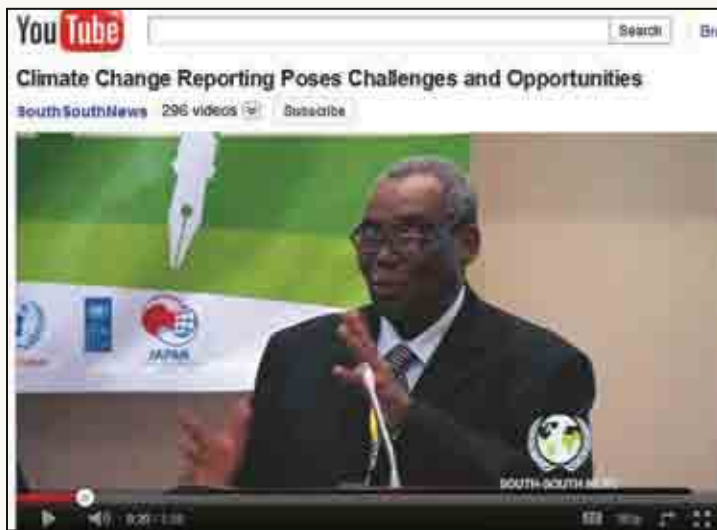 You Tube
Search
Climate Change Reporting Poses Challenges and Opportunities
SouthSouthNews 296 videos Subscribe
JAPAN
SOUTH-SOUTH NEWS